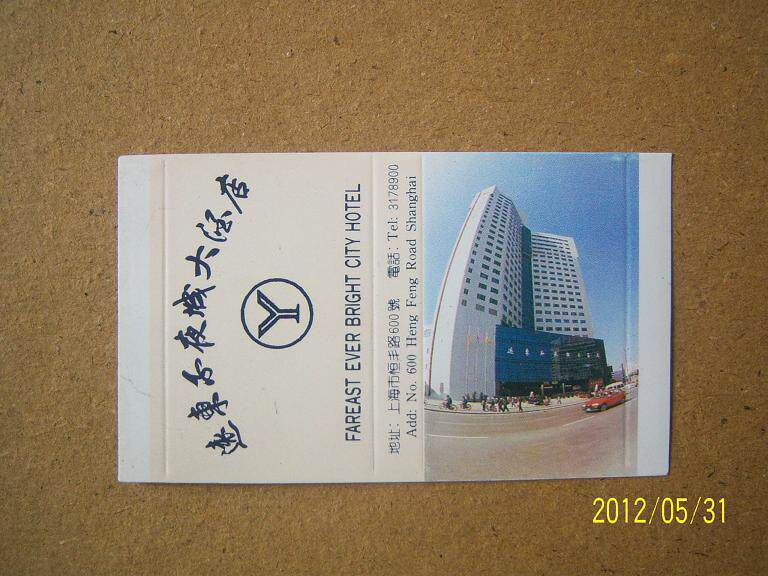 遠東不夜城大酒店
Y
FAREAST EVER BRIGHT CITY HOTEL
地址：上海市恒丰路600號 電話：Tel: 3178900
Add: No. 600 Heng Feng Road Shanghai
2012/05/31